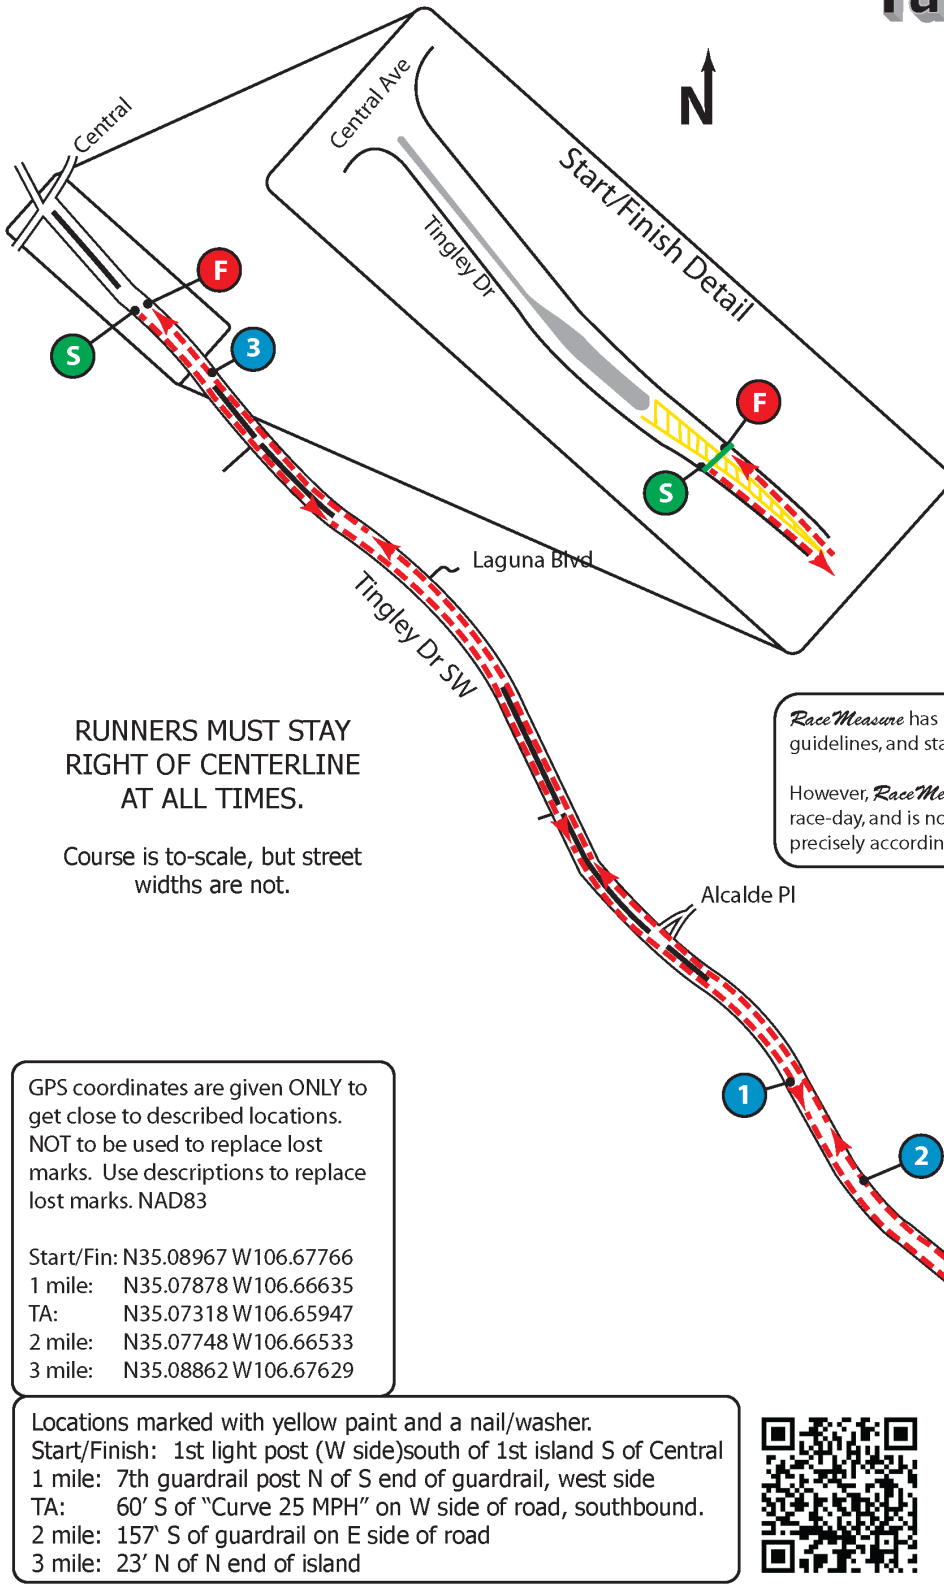 N
Central
Central Ave
Tingley Dr
Start/Finish Detail
F
S
3
F
S
Laguna Blvd
Tingley Dr SW
RUNNERS MUST STAY
RIGHT OF CENTERLINE
AT ALL TIMES.
Course is to-scale, but street
widths are not.
RaceMeasure has
guidelines, and sta
However, RaceMe
race-day, and is no
precisely accordin
Alcalde Pl
1
2
GPS coordinates are given ONLY to
get close to described locations.
NOT to be used to replace lost
marks. Use descriptions to replace
lost marks. NAD83
Start/Fin: N35.08967 W106.67766
1 mile: N35.07878 W106.66635
TA: N35.07318 W106.65947
2 mile: N35.07748 W106.66533
3 mile: N35.08862 W106.67629
Locations marked with yellow paint and a nail/washer.
Start/Finish: 1st light post (W side)south of 1st island S of Central
1 mile: 7th guardrail post N of S end of guardrail, west side
TA: 60' S of "Curve 25 MPH" on W side of road, southbound.
2 mile: 157' S of guardrail on E side of road
3 mile: 23' N of N end of island